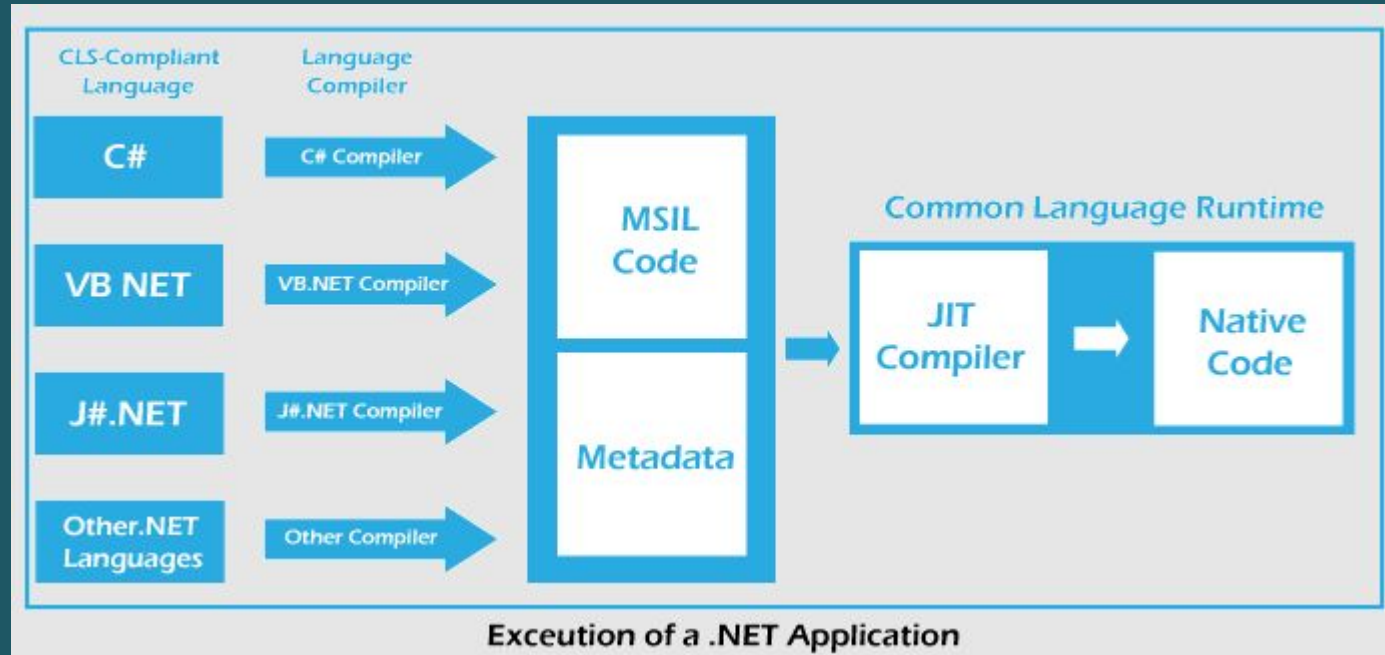 CLS-Compliant
Language
Language
Compiler
C#
C# Compiler
VB NET
VB.NET Compiler
J#.NET
J#.NET Compiler
Other.NET
Languages
Other Compiler
MSIL
Code
Metadata
Common Language Runtime
JIT
Compiler
Native
Code
Exceution of a .NET Application